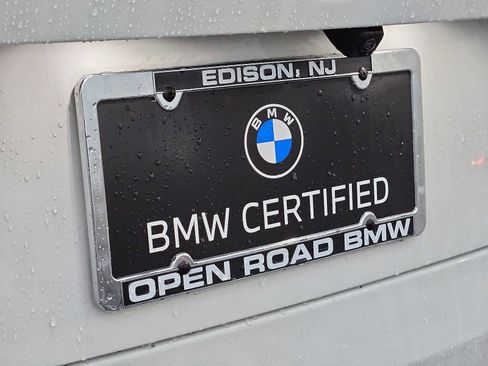 EDISON, NJ
BMW
BMW CERTIFIED
OPEN ROAD BMW